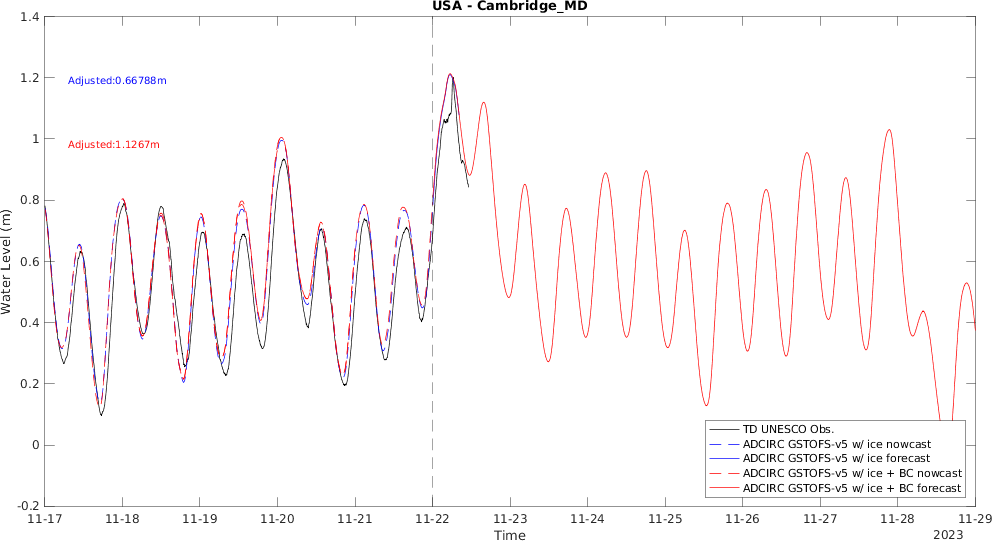 USA - Cambridge_MD
1.4
1.2
1
0.8
0.6
0.4
0.2
0
-0.2
Water Level (m)
Adjusted:0.66788m
Adjusted:1.1267m
TD UNESCO Obs.
ADCIRC GSTOFS-v5 w/ ice nowcast
ADCIRC GSTOFS-v5 w/ ice forecast
ADCIRC GSTOFS-v5 w/ ice + BC nowcast
ADCIRC GSTOFS-v5 w/ ice + BC forecast
11-17 11-18 11-19 11-20 11-21 11-22 11-23 11-24 11-25 11-26 11-27 11-28 11-29
Time
2023